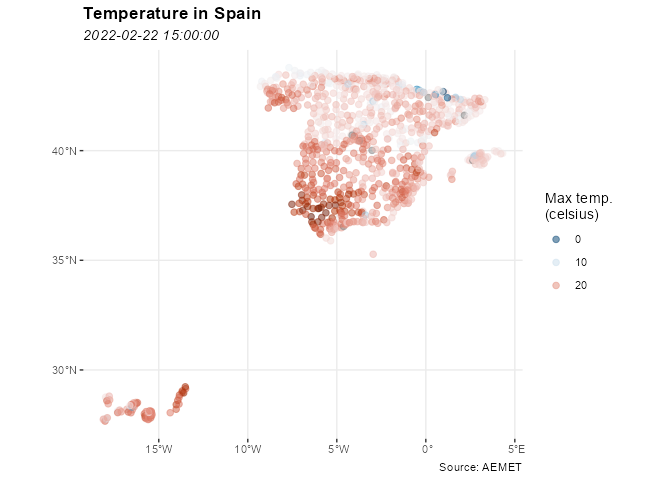 Temperature in Spain
2022-02-22 15:00:00
40°N
35°N
30°N
15°W
10°W
5°W
0°
5°E
Max temp.
(celsius)
0
10
20
Source: AEMET